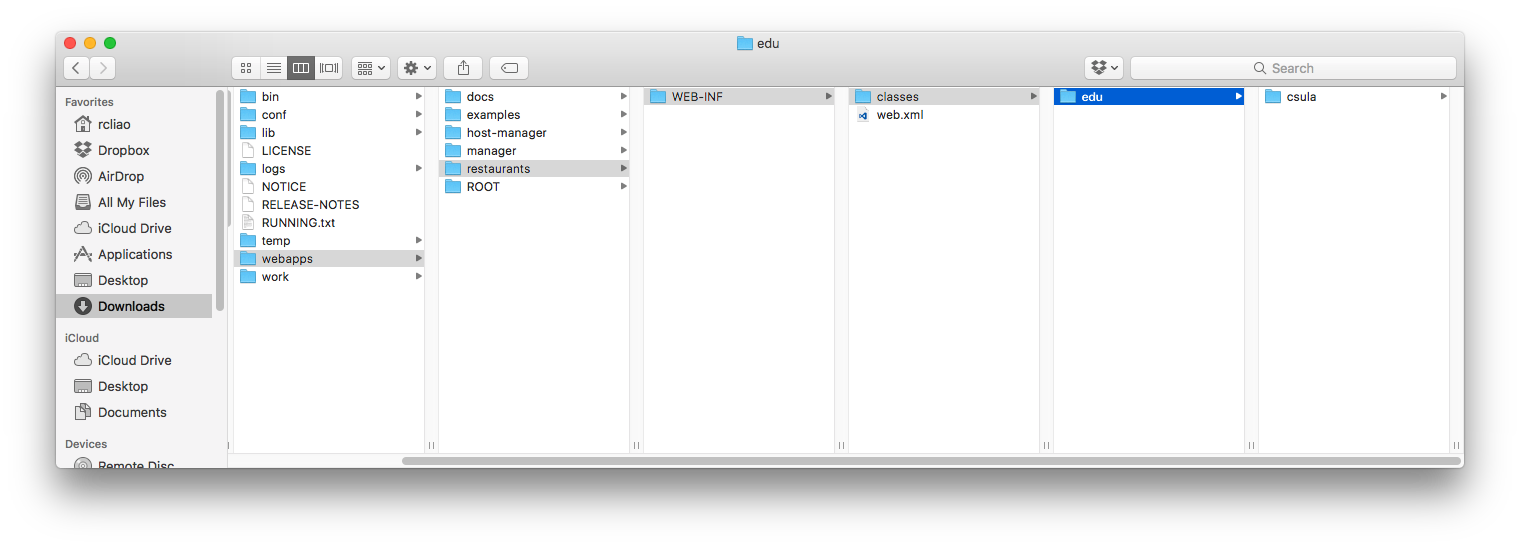 edu
Search
Favorites
rcliao
Dropbox
AirDrop
All My Files
iCloud Drive
Applications
Desktop
Downloads
iCloud
iCloud Drive
Desktop
Documents
Devices
Remote Disc
bin
conf
lib
LICENSE
logs
NOTICE
RELEASE-NOTES
RUNNING.txt
temp
webapps
work
docs
examples
host-manager
manager
restaurants
ROOT
WEB-INF
classes
web.xml
edu
csula